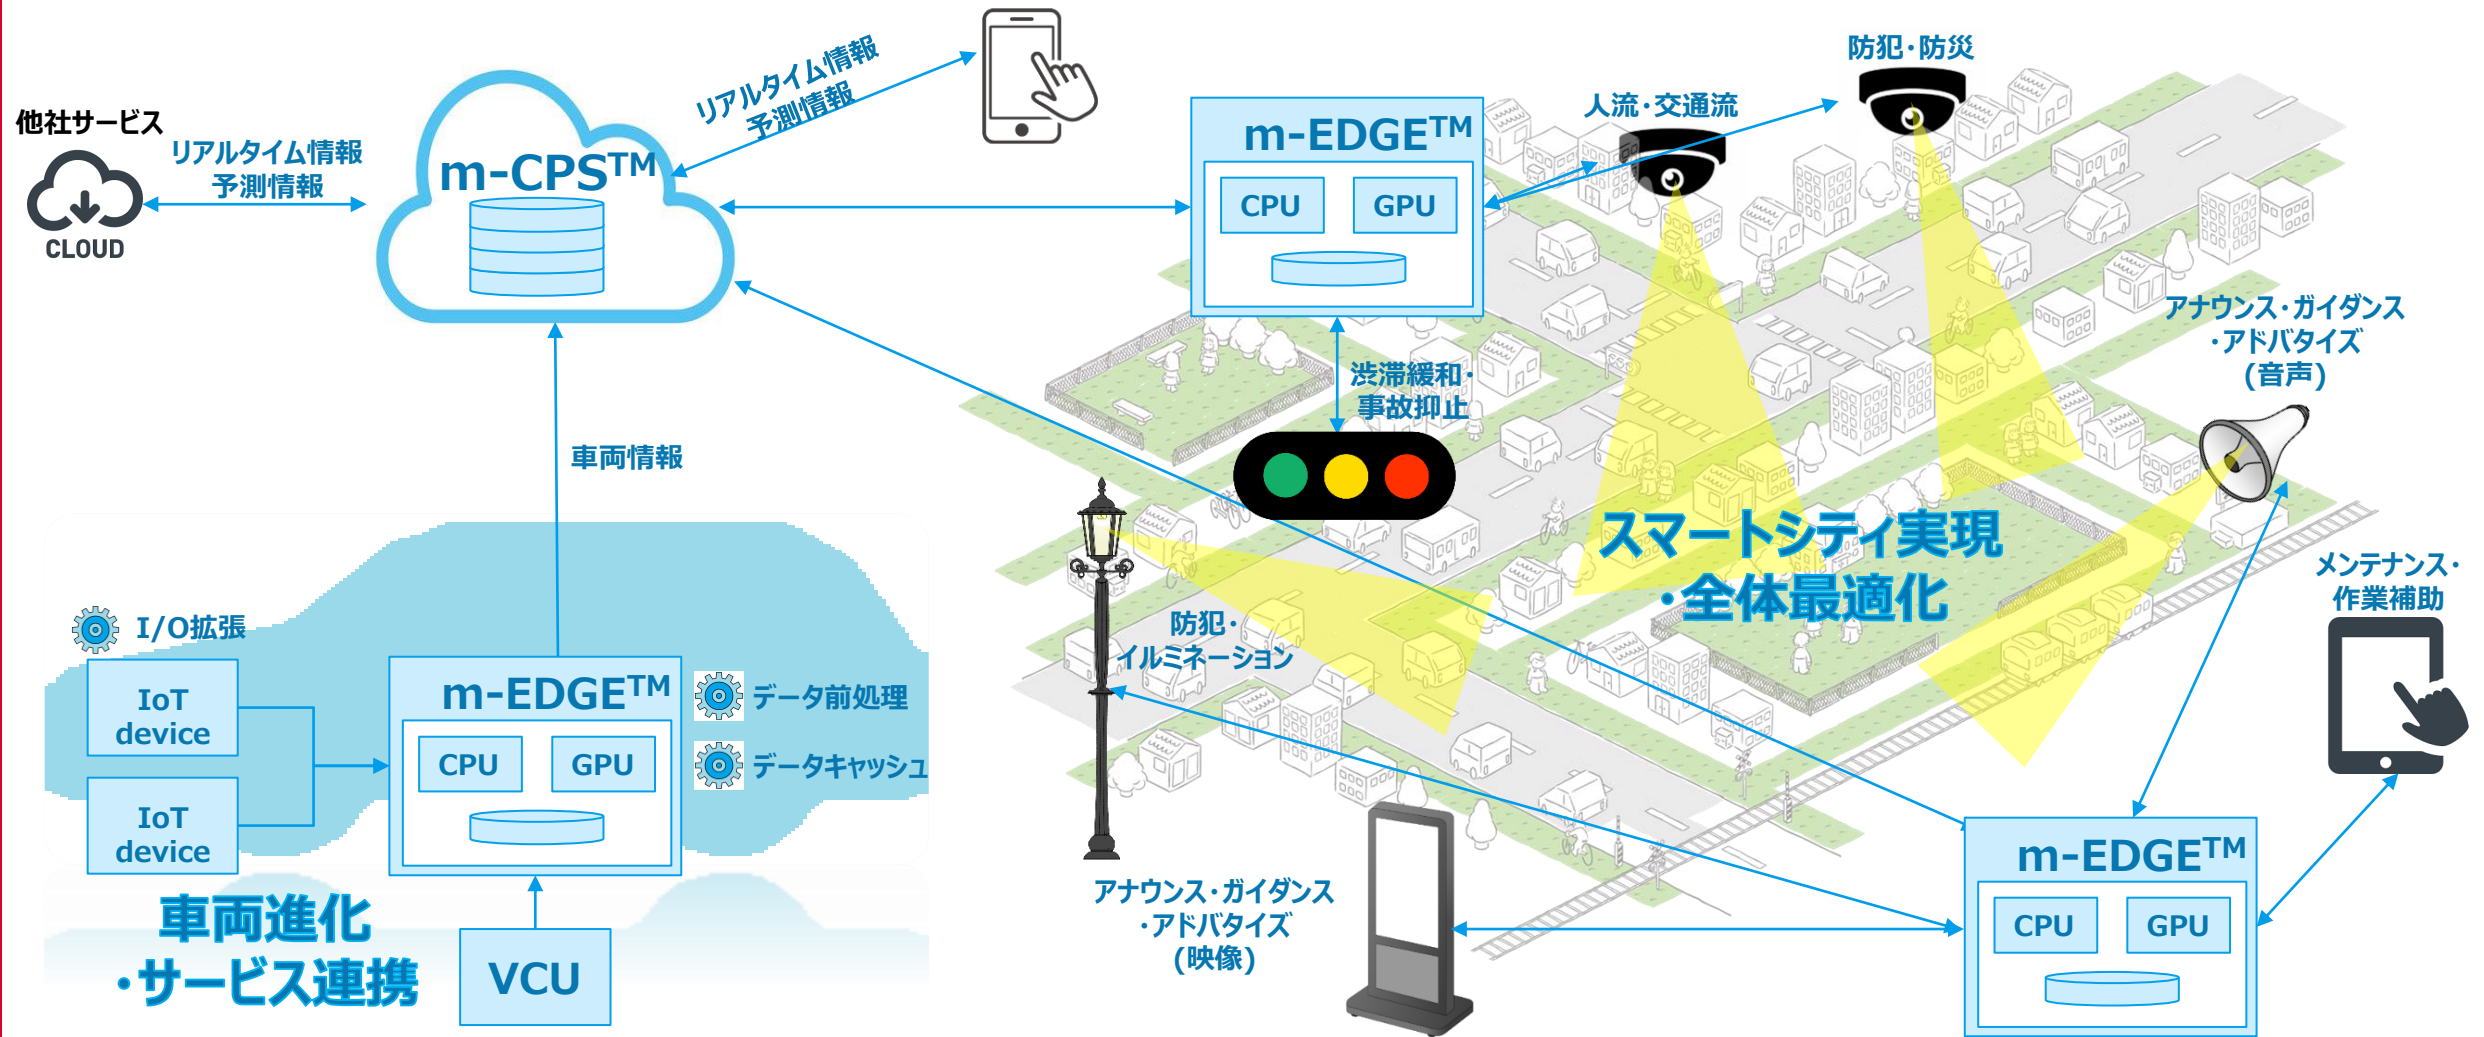 他社サービス
CLOUD
リアルタイム情報
予測情報
m-CPS™
リアルタイム情報
予測情報
m-EDGE™
CPU
GPU
人流・交通流
防犯・防災
渋滞緩和・
事故抑止
アナウンス・ガイダンス
・アドバタイズ
(音声)
車両情報
スマートシティ実現
・全体最適化
メンテナンス・
作業補助
防犯・
イルミネーション
I/O拡張
IoT
device
IoT
device
m-EDGE™
CPU
GPU
データ前処理
データキャッシュ
車両進化
・サービス連携
VCU
アナウンス・ガイダンス
・アドバタイズ
(映像)
m-EDGE™
CPU
GPU